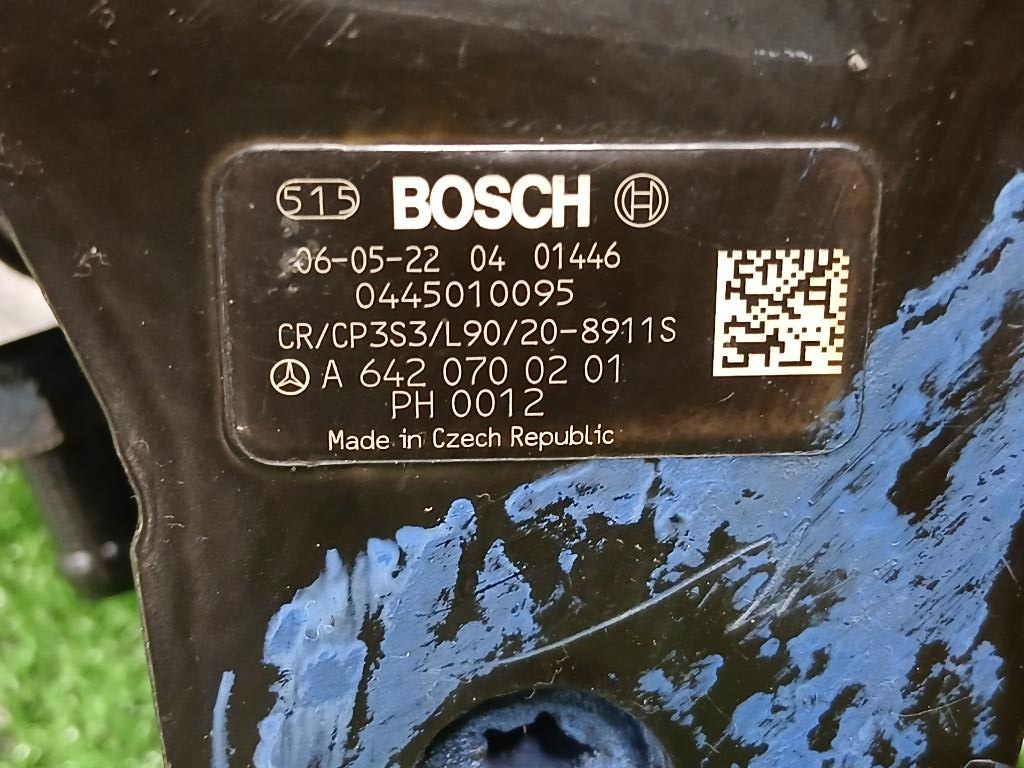 515 BOSCH
06-05-22 04 01446
0445010095
CR/CP3S3/L90/20-8911S
A 642 070 02 01
PH 0012
Made in Czech Republic